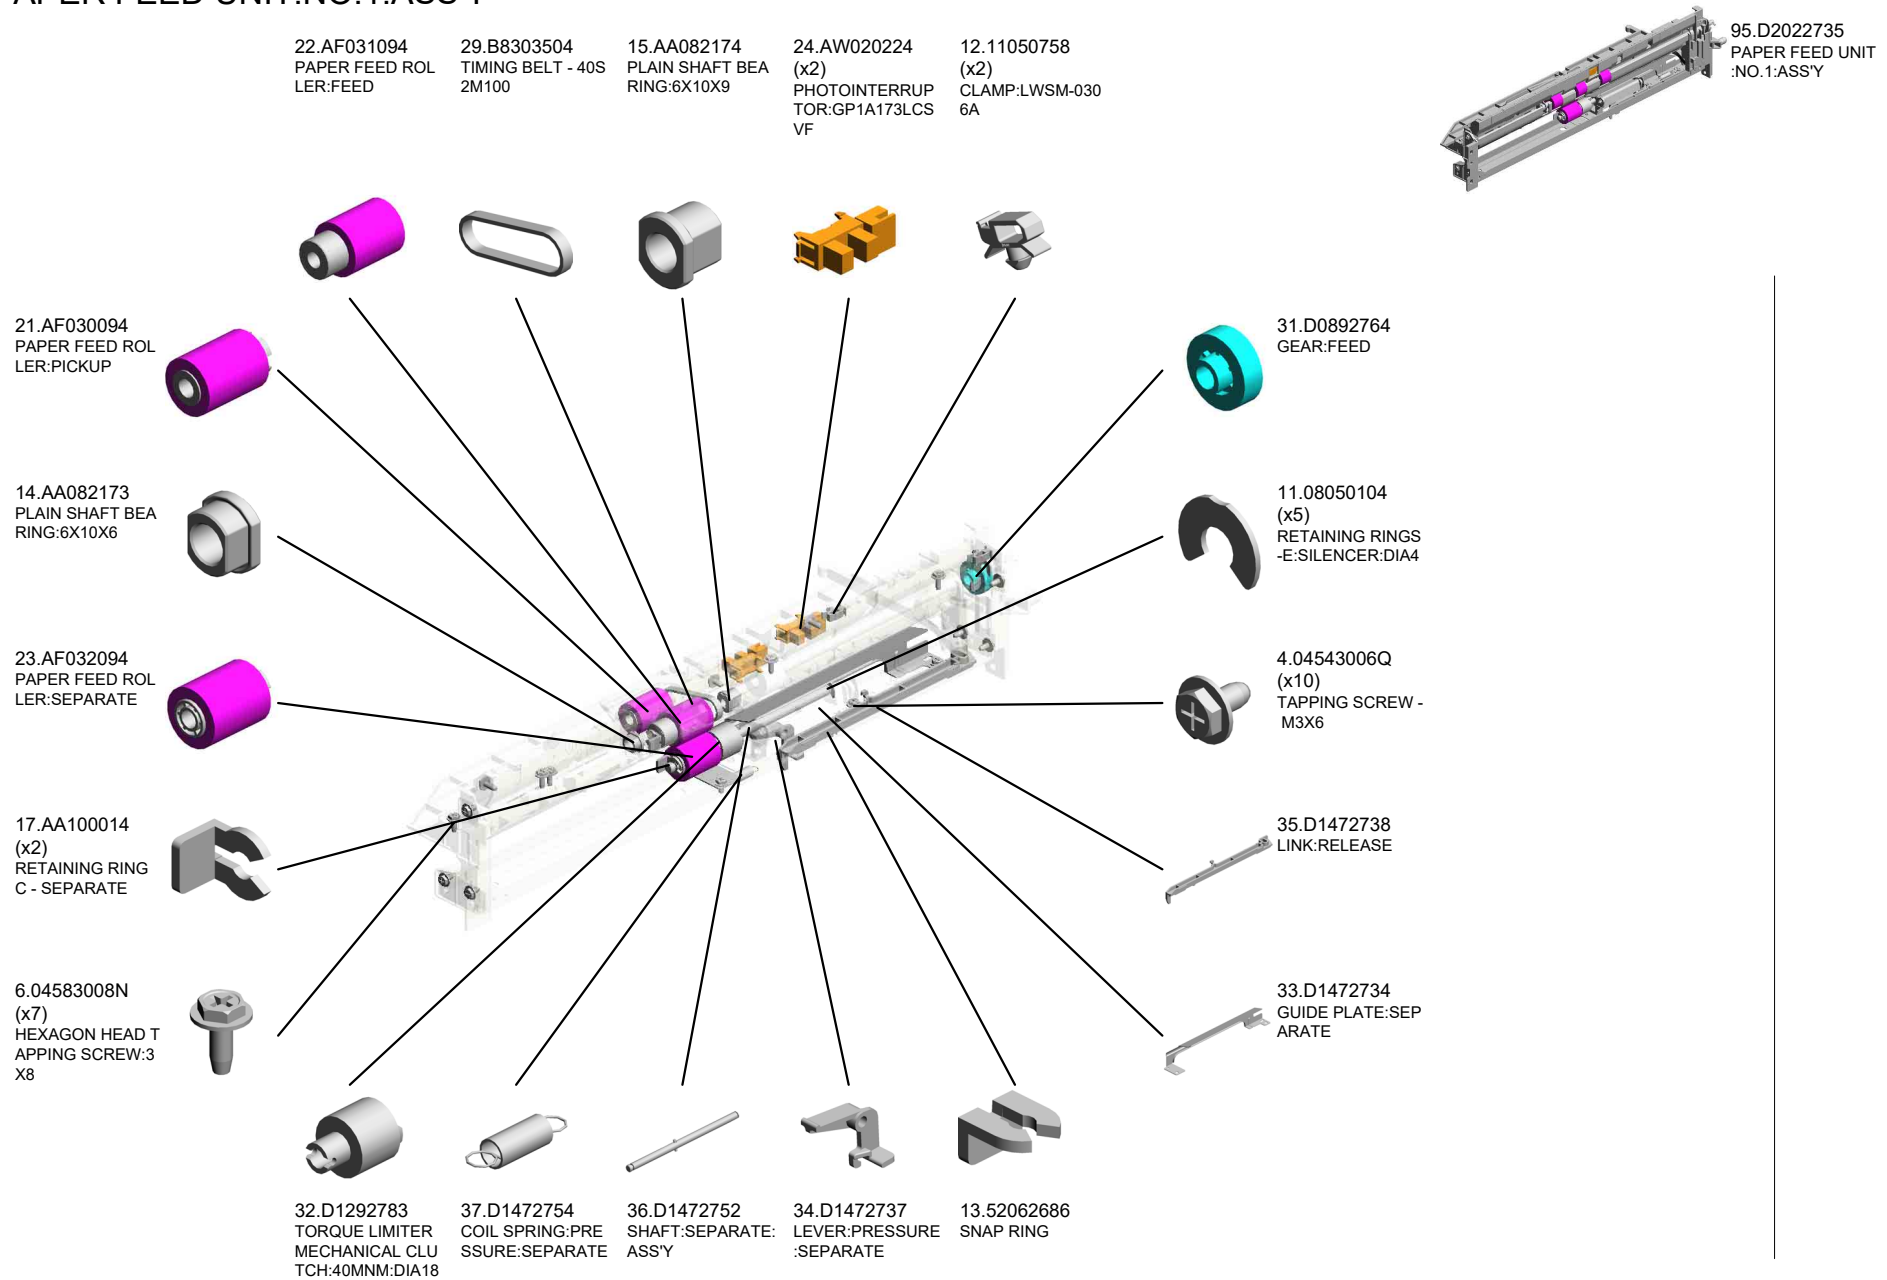 APER FEED UNIT:NO.1:ASS'Y
22.AF031094
PAPER FEED ROL
LER:FEED
29.B8303504
TIMING BELT - 40S
2M100
15.AA082174
PLAIN SHAFT BEA
RING:6X10X9
24.AW020224
(x2)
PHOTOINTERRUP
TOR:GP1A173LCS
VF
12.11050758
(x2)
CLAMP:LWSM-030
6A
95.D2022735
PAPER FEED UNIT
:NO.1:ASS'Y
21.AF030094
PAPER FEED ROL
LER:PICKUP
31.D0892764
GEAR:FEED
14.AA082173
PLAIN SHAFT BEA
RING:6X10X6
11.08050104
(x5)
RETAINING RINGS
-E:SILENCER:DIA4
23.AF032094
PAPER FEED ROL
LER:SEPARATE
4.04543006Q
(x10)
TAPPING SCREW -
M3X6
17.AA100014
(x2)
RETAINING RING
C - SEPARATE
35.D1472738
LINK:RELEASE
6.04583008N
(x7)
HEXAGON HEAD T
APPING SCREW:3
X8
33.D1472734
GUIDE PLATE:SEP
ARATE
32.D1292783
TORQUE LIMITER
MECHANICAL CLU
TCH:40MNM:DIA18
37.D1472754
COIL SPRING:PRE
SSURE:SEPARATE
36.D1472752
SHAFT:SEPARATE:
ASS'Y
34.D1472737
LEVER:PRESSURE
:SEPARATE
13.52062686
SNAP RING